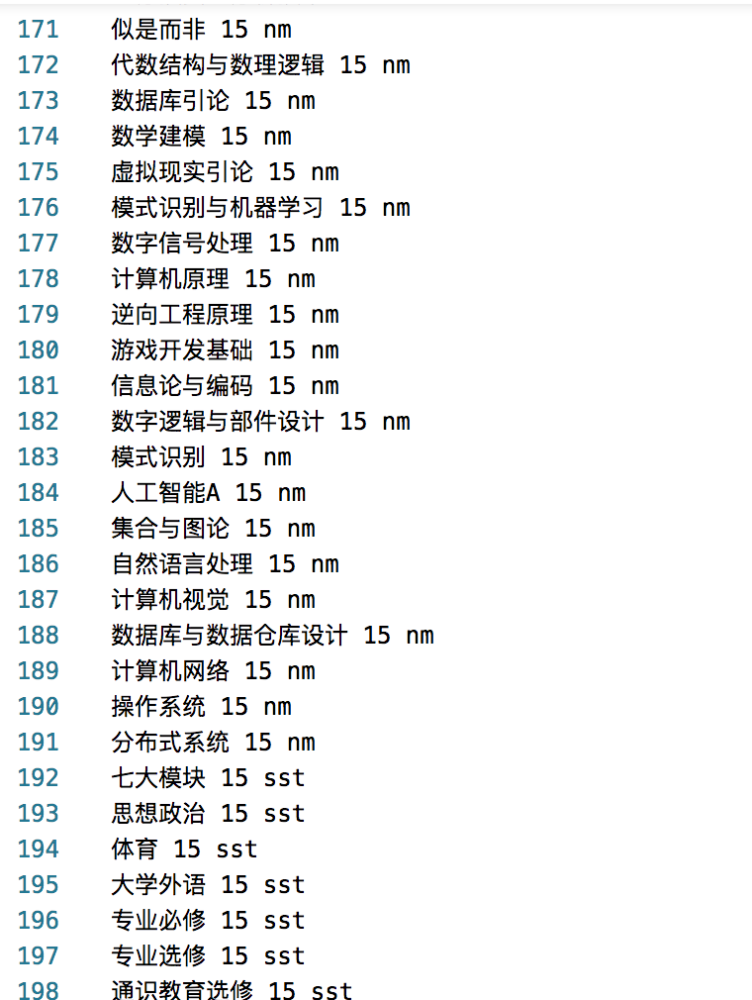 171 似是而非 15 nm
172 代数结构与数理逻辑 15 nm
173 数据库引论 15 nm
174 数学建模 15 nm
175 虚拟现实引论 15 nm
176 模式识别与机器学习 15 nm
177 数字信号处理 15 nm
178 计算机原理 15 nm
179 逆向工程原理 15 nm
180 游戏开发基础 15 nm
181 信息论与编码 15 nm
182 数字逻辑与部件设计 15 nm
183 模式识别 15 nm
184 人工智能A 15 nm
185 集合与图论 15 nm
186 自然语言处理 15 nm
187 计算机视觉 15 nm
188 数据库与数据仓库设计 15 nm
189 计算机网络 15 nm
190 操作系统 15 nm
191 分布式系统 15 nm
192 七大模块 15 sst
193 思想政治 15 sst
194 体育 15 sst
195 大学外语 15 sst
196 专业必修 15 sst
197 专业选修 15 sst
198 通识教育选修 15 sst